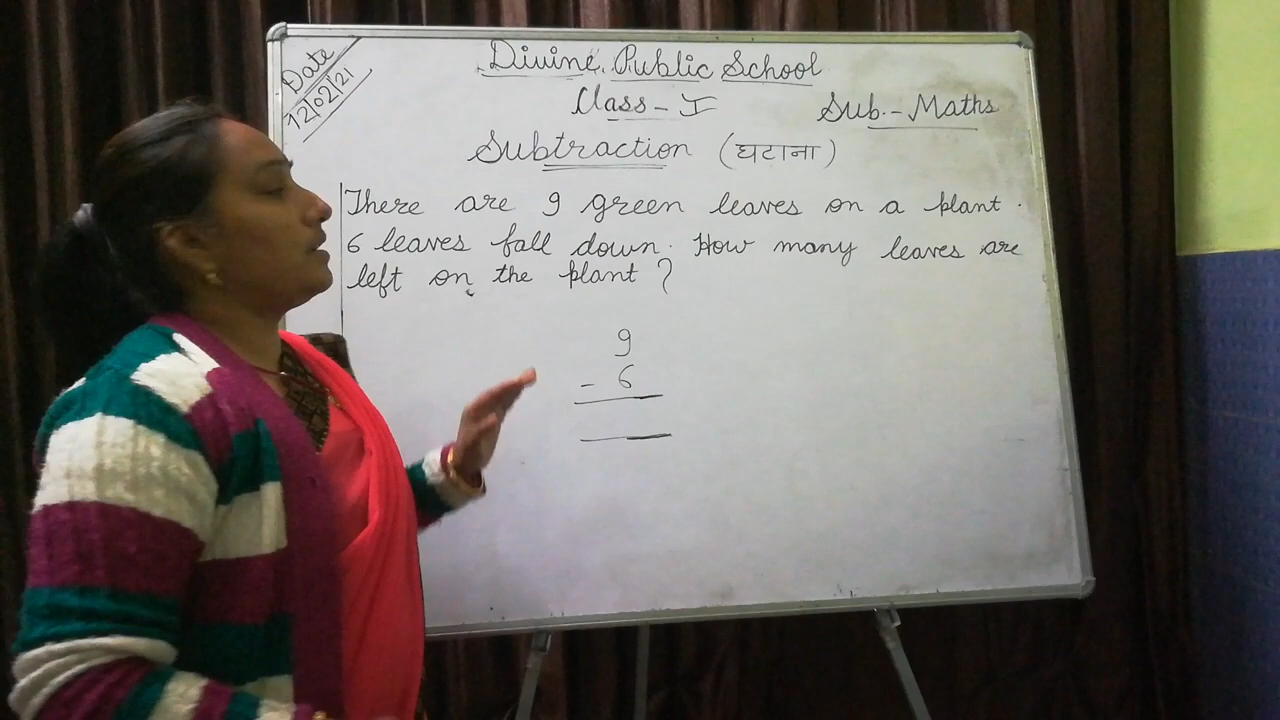 Date
12/02/21
Divine Public School
Class - I
Sub. - Maths
Subtraction (घटाना)
There are 9 green leaves on a plant.
6 leaves fall down. How many leaves are
left on the plant ?
9
- 6